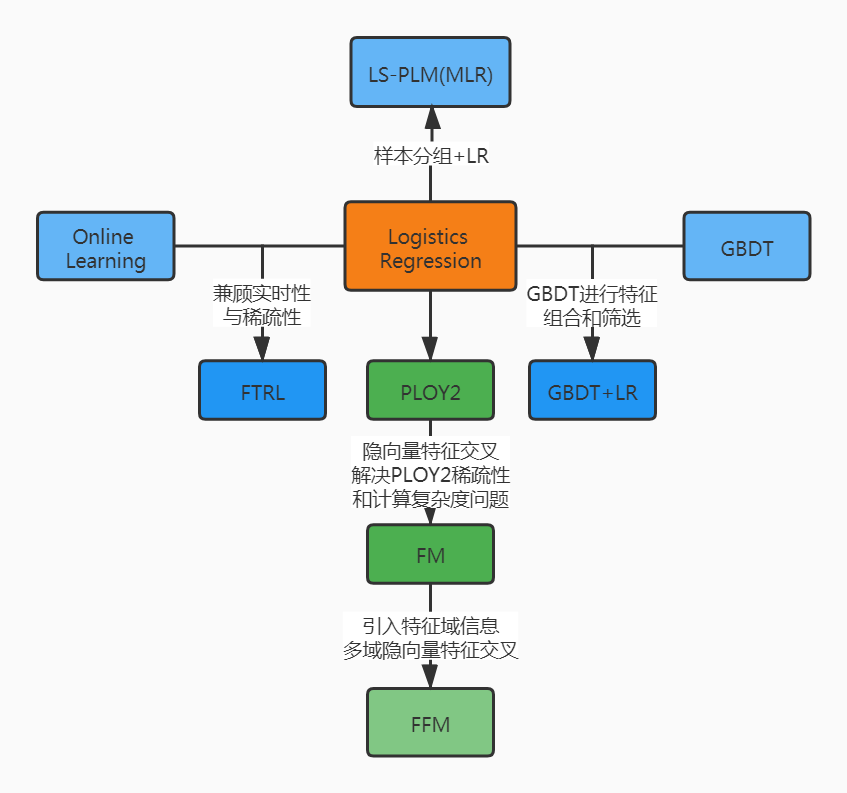 LS-PLM(MLR)
样本分组+LR
Online
Learning
Logistics
Regression
GBDT
兼顾实时性
与稀疏性
GBDT进行特征
组合和筛选
FTRL
PLOY2
GBDT+LR
隐向量特征交叉
解决PLOY2稀疏性
和计算复杂度问题
FM
引入特征域信息
多域隐向量特征交叉
FFM